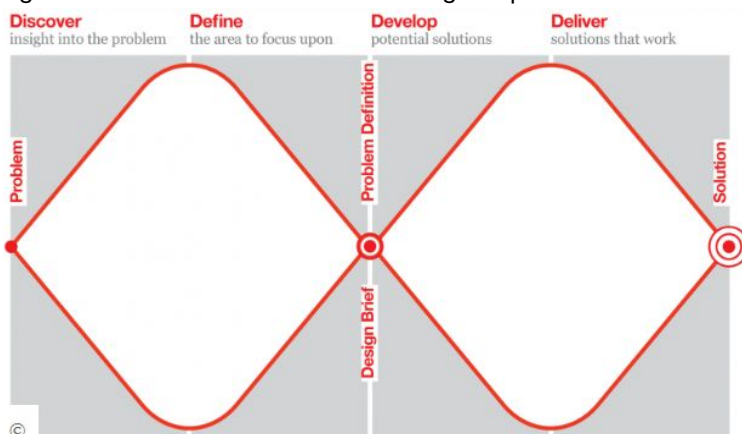 Discover
insight into the problem
Define
the area to focus upon
Develop
potential solutions
Deliver
solutions that work
Problem
Problem Definition
Design Brief
Solution
©